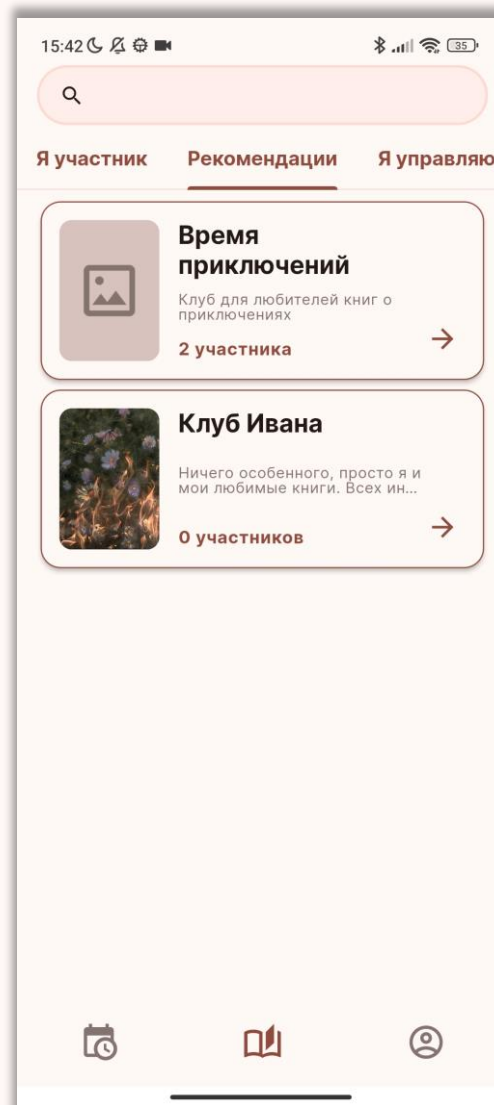 15:42
35
Я участник Рекомендации Я управляю
Время
приключений
Клуб для любителей книг о
приключениях
2 участника
Клуб Ивана
Ничего особенного, просто я и
мои любимые книги. Всех ин...
0 участников